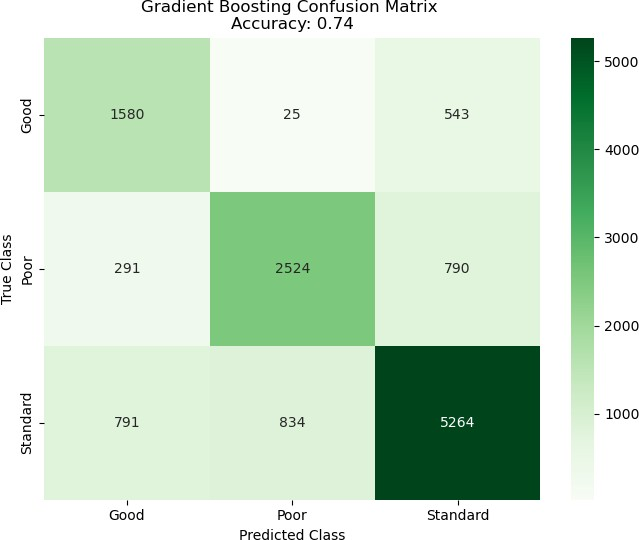 Gradient Boosting Confusion Matrix
Accuracy: 0.74
True Class
Good
1580
25
543
Poor
291
2524
790
Standard
791
834
5264
Good
Poor
Standard
Predicted Class
5000
4000
3000
2000
1000